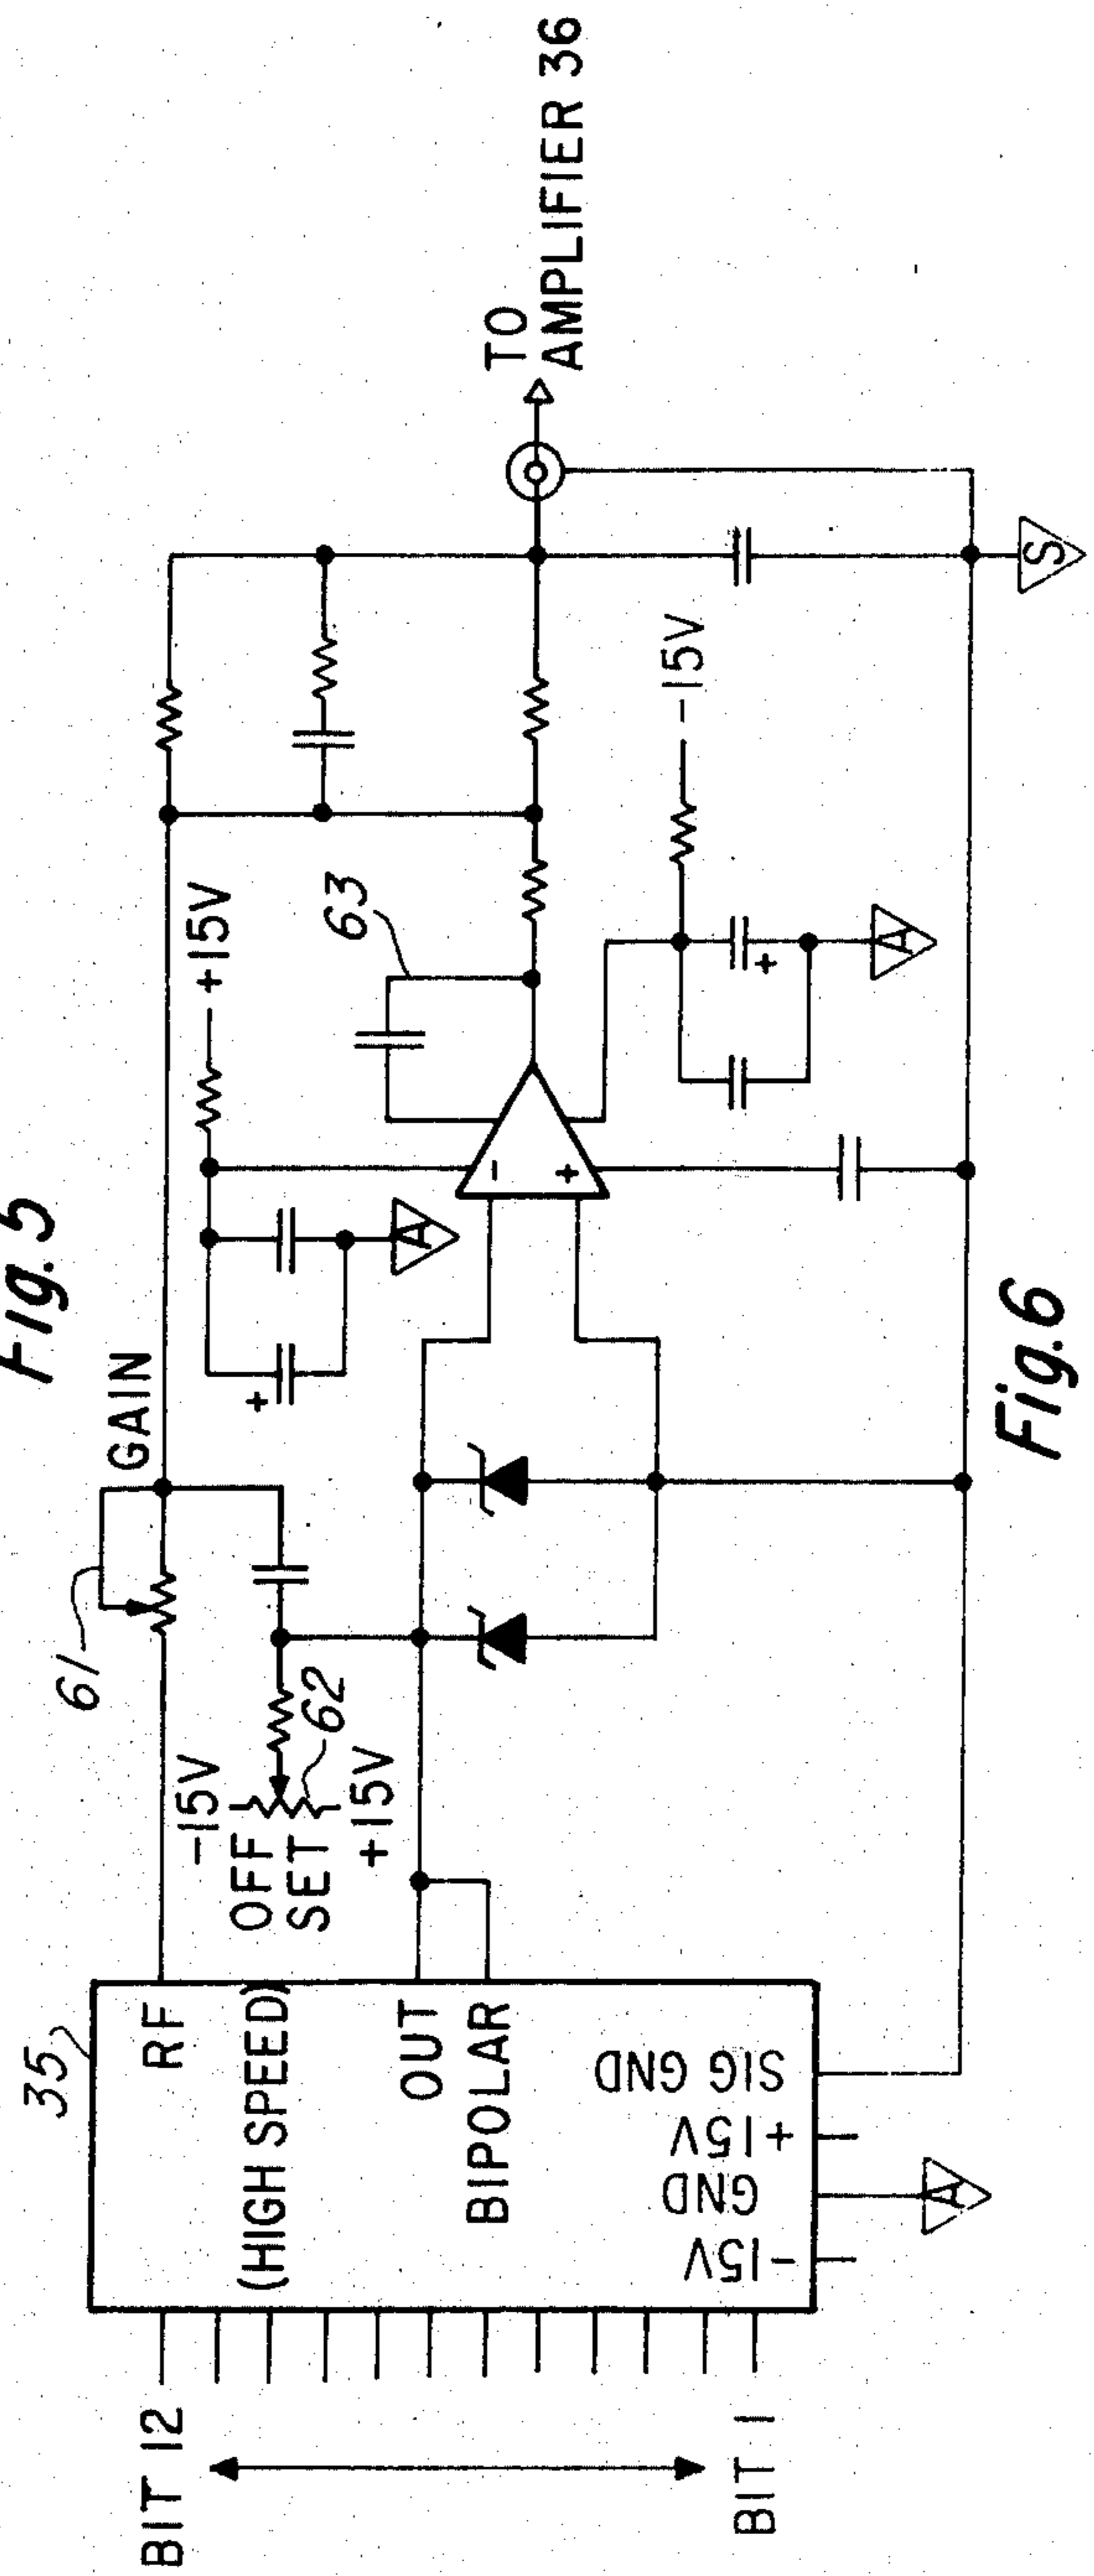 Fig. 5
35
RF
(HIGH SPEED)
OUT
BIPOLAR
-15V
GND
+15V
SIG GND
A
BIT 12
BIT 1
61
GAIN
-15V
OFF
SET
+15V
62
+
A
+15V
-
+
63
-15V
+
A
S
TO
AMPLIFIER 36
Fig. 6